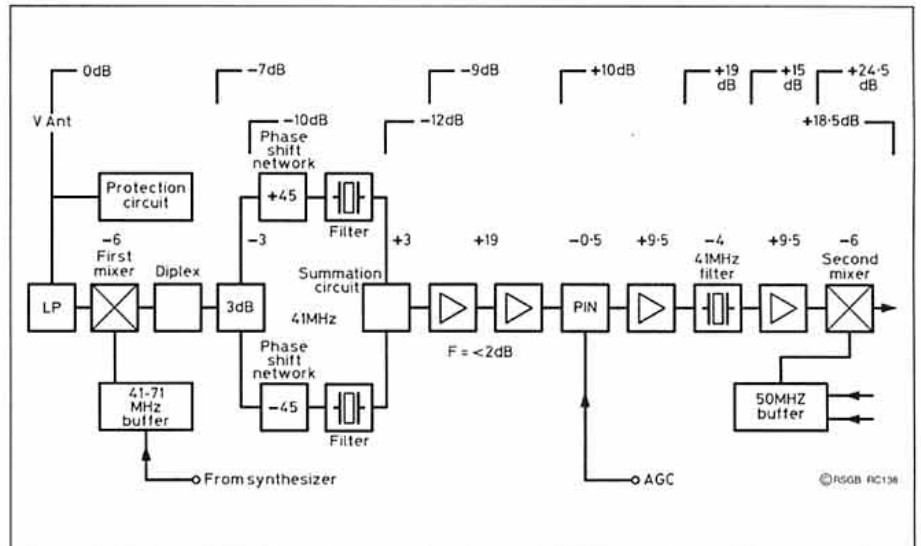 0dB
-7dB
-9dB
+10dB
+19
dB
+15
dB
+24·5
dB
V Ant
-10dB
-12dB
+18·5dB
Phase
shift
network
Protection
circuit
+45
Filter
-6
First
mixer
Diplex
-3
+3
+19
-0·5
+9·5
-4
41MHz
filter
+9·5
-6
Second
mixer
Summation
circuit
LP
3dB
41MHz
PIN
F = <2dB
Phase
shift
network
41-71
MHz
buffer
-45
Filter
50MHZ
buffer
From synthesizer
AGC
©RSGB RC138